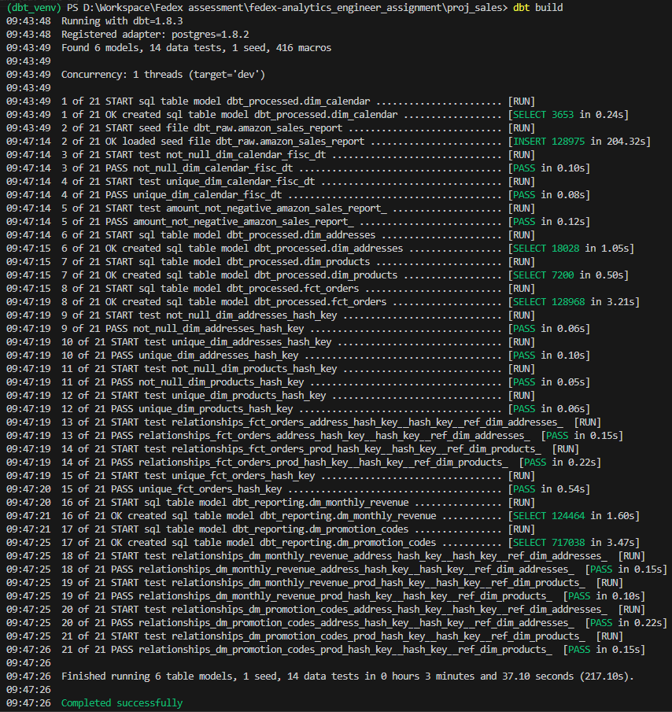 (dbt_venv) PS D:\Workspace\Fedex assessment\fedex-analytics_engineer_assignment\proj_sales> dbt build
09:43:48  Running with dbt=1.8.3
09:43:48  Registered adapter: postgres=1.8.2
09:43:49  Found 6 models, 14 data tests, 1 seed, 416 macros
09:43:49
09:43:49  Concurrency: 1 threads (target='dev')
09:43:49
09:43:49  1 of 21 START sql table model dbt_processed.dim_calendar ....................... [RUN]
09:43:49  1 of 21 OK created sql table model dbt_processed.dim_calendar .................. [SELECT 3653 in 0.24s]
09:43:49  2 of 21 START seed file dbt_raw.amazon_sales_report ............................ [RUN]
09:47:14  2 of 21 OK loaded seed file dbt_raw.amazon_sales_report ........................ [INSERT 128975 in 204.32s]
09:47:14  3 of 21 START test not_null_dim_calendar_fisc_dt ............................... [RUN]
09:47:14  3 of 21 PASS not_null_dim_calendar_fisc_dt ..................................... [PASS in 0.10s]
09:47:14  4 of 21 START test unique_dim_calendar_fisc_dt ................................. [RUN]
09:47:14  4 of 21 PASS unique_dim_calendar_fisc_dt ....................................... [PASS in 0.08s]
09:47:14  5 of 21 START test amount_not_negative_amazon_sales_report_ .................... [RUN]
09:47:14  5 of 21 PASS amount_not_negative_amazon_sales_report_ .......................... [PASS in 0.12s]
09:47:14  6 of 21 START sql table model dbt_processed.dim_addresses ...................... [RUN]
09:47:15  6 of 21 OK created sql table model dbt_processed.dim_addresses ................. [SELECT 18028 in 1.05s]
09:47:15  7 of 21 START sql table model dbt_processed.dim_products ....................... [RUN]
09:47:15  7 of 21 OK created sql table model dbt_processed.dim_products .................. [SELECT 7200 in 0.50s]
09:47:15  8 of 21 START sql table model dbt_processed.fct_orders ......................... [RUN]
09:47:19  8 of 21 OK created sql table model dbt_processed.fct_orders .................... [SELECT 128968 in 3.21s]
09:47:19  9 of 21 START test not_null_dim_addresses_hash_key ............................. [RUN]
09:47:19  9 of 21 PASS not_null_dim_addresses_hash_key ................................... [PASS in 0.06s]
09:47:19  10 of 21 START test unique_dim_addresses_hash_key .............................. [RUN]
09:47:19  10 of 21 PASS unique_dim_addresses_hash_key .................................... [PASS in 0.10s]
09:47:19  11 of 21 START test not_null_dim_products_hash_key ............................. [RUN]
09:47:19  11 of 21 PASS not_null_dim_products_hash_key ................................... [PASS in 0.05s]
09:47:19  12 of 21 START test unique_dim_products_hash_key ............................... [RUN]
09:47:19  12 of 21 PASS unique_dim_products_hash_key ..................................... [PASS in 0.06s]
09:47:19  13 of 21 START test relationships_fct_orders_address_hash_key__hash_key__ref_dim_addresses_  [RUN]
09:47:19  13 of 21 PASS relationships_fct_orders_address_hash_key__hash_key__ref_dim_addresses_  [PASS in 0.15s]
09:47:19  14 of 21 START test relationships_fct_orders_prod_hash_key__hash_key__ref_dim_products_  [RUN]
09:47:19  14 of 21 PASS relationships_fct_orders_prod_hash_key__hash_key__ref_dim_products_  [PASS in 0.22s]
09:47:19  15 of 21 START test unique_fct_orders_hash_key ................................. [RUN]
09:47:20  15 of 21 PASS unique_fct_orders_hash_key ....................................... [PASS in 0.54s]
09:47:20  16 of 21 START sql table model dbt_reporting.dm_monthly_revenue ................ [RUN]
09:47:21  16 of 21 OK created sql table model dbt_reporting.dm_monthly_revenue ........... [SELECT 124464 in 1.60s]
09:47:21  17 of 21 START sql table model dbt_reporting.dm_promotion_codes ................ [RUN]
09:47:25  17 of 21 OK created sql table model dbt_reporting.dm_promotion_codes ........... [SELECT 717038 in 3.47s]
09:47:25  18 of 21 START test relationships_dm_monthly_revenue_address_hash_key__hash_key__ref_dim_addresses_  [RUN]
09:47:25  18 of 21 PASS relationships_dm_monthly_revenue_address_hash_key__hash_key__ref_dim_addresses_  [PASS in 0.15s]
09:47:25  19 of 21 START test relationships_dm_monthly_revenue_prod_hash_key__hash_key__ref_dim_products_  [RUN]
09:47:25  19 of 21 PASS relationships_dm_monthly_revenue_prod_hash_key__hash_key__ref_dim_products_  [PASS in 0.10s]
09:47:25  20 of 21 START test relationships_dm_promotion_codes_address_hash_key__hash_key__ref_dim_addresses_  [RUN]
09:47:25  20 of 21 PASS relationships_dm_promotion_codes_address_hash_key__hash_key__ref_dim_addresses_  [PASS in 0.22s]
09:47:25  21 of 21 START test relationships_dm_promotion_codes_prod_hash_key__hash_key__ref_dim_products_  [RUN]
09:47:26  21 of 21 PASS relationships_dm_promotion_codes_prod_hash_key__hash_key__ref_dim_products_  [PASS in 0.15s]
09:47:26
09:47:26  Finished running 6 table models, 1 seed, 14 data tests in 0 hours 3 minutes and 37.10 seconds (217.10s).
09:47:26
09:47:26  Completed successfully